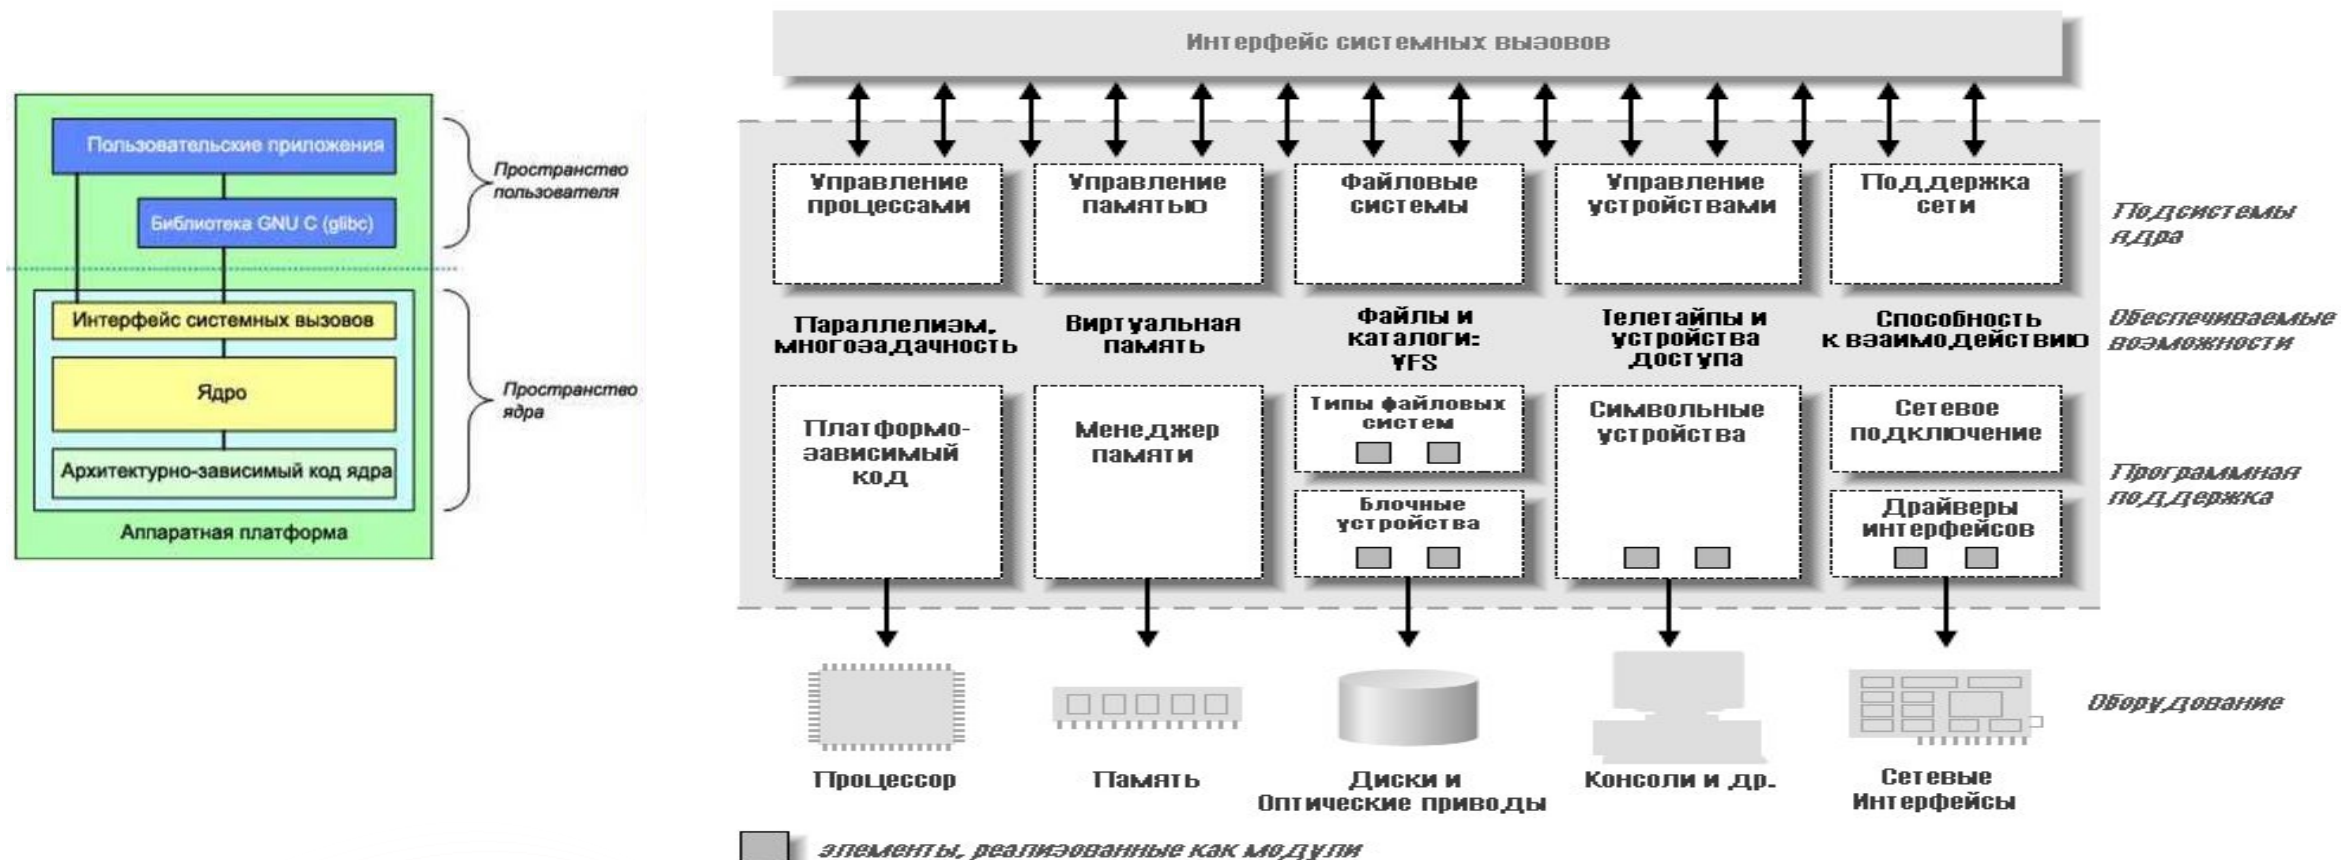 Пользовательские приложения
Библиотека GNU C (glibc)
Пространство
пользователя
Интерфейс системных вызовов
Ядро
Архитектурно-зависимый код ядра
Пространство
ядра
Аппаратная платформа
Интерфейс системных вызовов
Управление
процессами
Управление
памятью
Файловые
системы
Управление
устройствами
Поддержка
сети
Подсистемы
ядра
Параллелизм,
многозадачность
Виртуальная
память
Файлы и
каталоги:
VFS
Телетайпы и
устройства
доступа
Способность
к взаимодействию
Обеспечиваемые
возможности
Платформо-
зависимый
код
Менеджер
памяти
Типы файловых
систем
Блочные
устройства
Символьные
устройства
Сетевое
подключение
Драйверы
интерфейсов
Программная
поддержка
Процессор
Память
Диски и
Оптические приводы
Консоли и др.
Сетевые
Интерфейсы
Оборудование
элементы, реализованные как модули